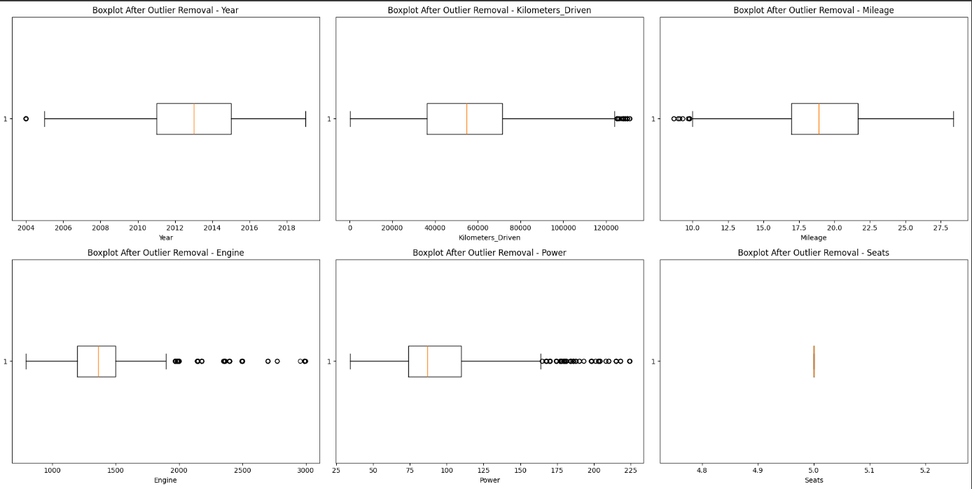 Boxplot After Outlier Removal - Year
1
2004 2006 2008 2010 2012 2014 2016 2018
Year
Boxplot After Outlier Removal - Kilometers_Driven
1
0 20000 40000 60000 80000 100000 120000
Kilometers_Driven
Boxplot After Outlier Removal - Mileage
1
10.0 12.5 15.0 17.5 20.0 22.5 25.0 27.5
Mileage
Boxplot After Outlier Removal - Engine
1
1000 1500 2000 2500 3000
Engine
Boxplot After Outlier Removal - Power
1
25 50 75 100 125 150 175 200 225
Power
Boxplot After Outlier Removal - Seats
1
4.8 4.9 5.0 5.1 5.2
Seats